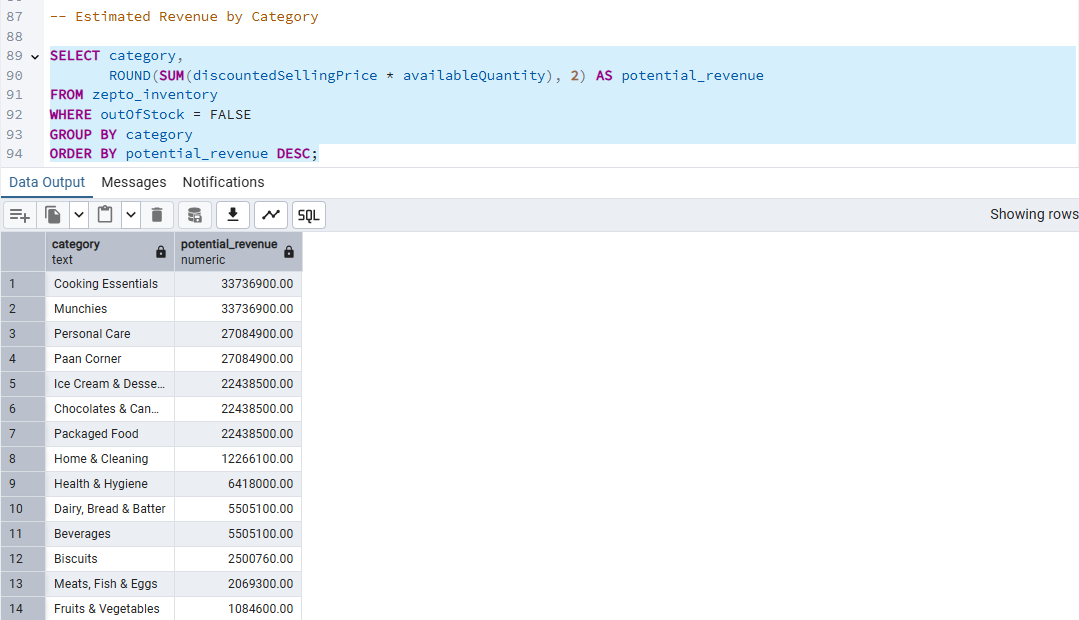 87 -- Estimated Revenue by Category
88
89 SELECT category,
90 ROUND(SUM(discountedSellingPrice * availableQuantity), 2) AS potential_revenue
91 FROM zepto_inventory
92 WHERE outOfStock = FALSE
93 GROUP BY category
94 ORDER BY potential_revenue DESC;
Data Output Messages Notifications
SQL Showing rows
category potential_revenue
text numeric
1 Cooking Essentials 33736900.00
2 Munchies 33736900.00
3 Personal Care 27084900.00
4 Paan Corner 27084900.00
5 Ice Cream & Desse... 22438500.00
6 Chocolates & Can... 22438500.00
7 Packaged Food 22438500.00
8 Home & Cleaning 12266100.00
9 Health & Hygiene 6418000.00
10 Dairy, Bread & Batter 5505100.00
11 Beverages 5505100.00
12 Biscuits 2500760.00
13 Meats, Fish & Eggs 2069300.00
14 Fruits & Vegetables 1084600.00